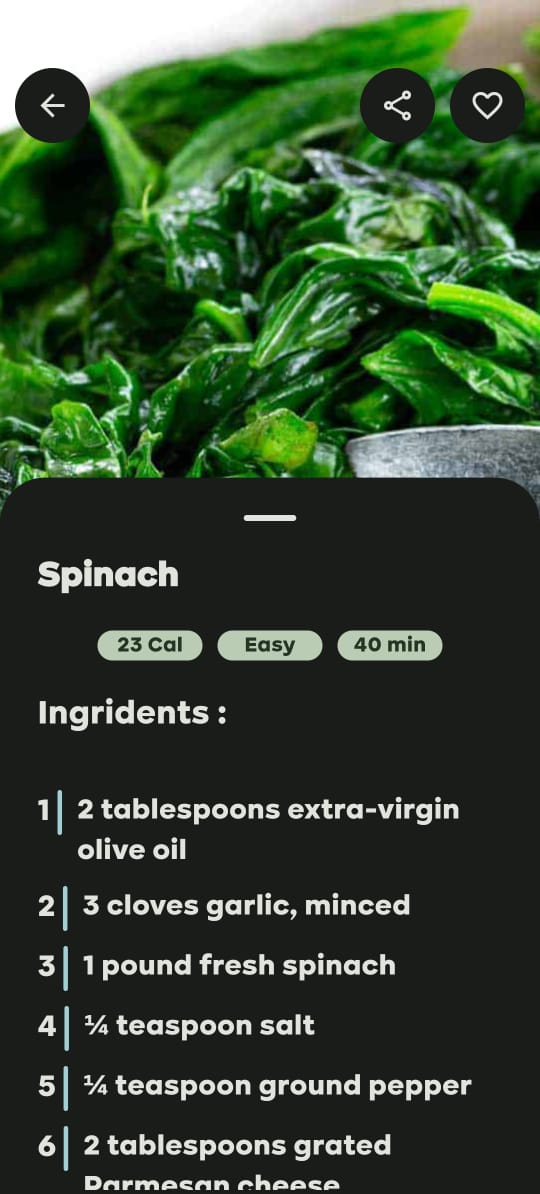 Spinach
23 Cal Easy 40 min
Ingridents :
1 2 tablespoons extra-virgin
olive oil
2 3 cloves garlic, minced
3 1 pound fresh spinach
4 ¼ teaspoon salt
5 ¼ teaspoon ground pepper
6 2 tablespoons grated
Parmesan cheese